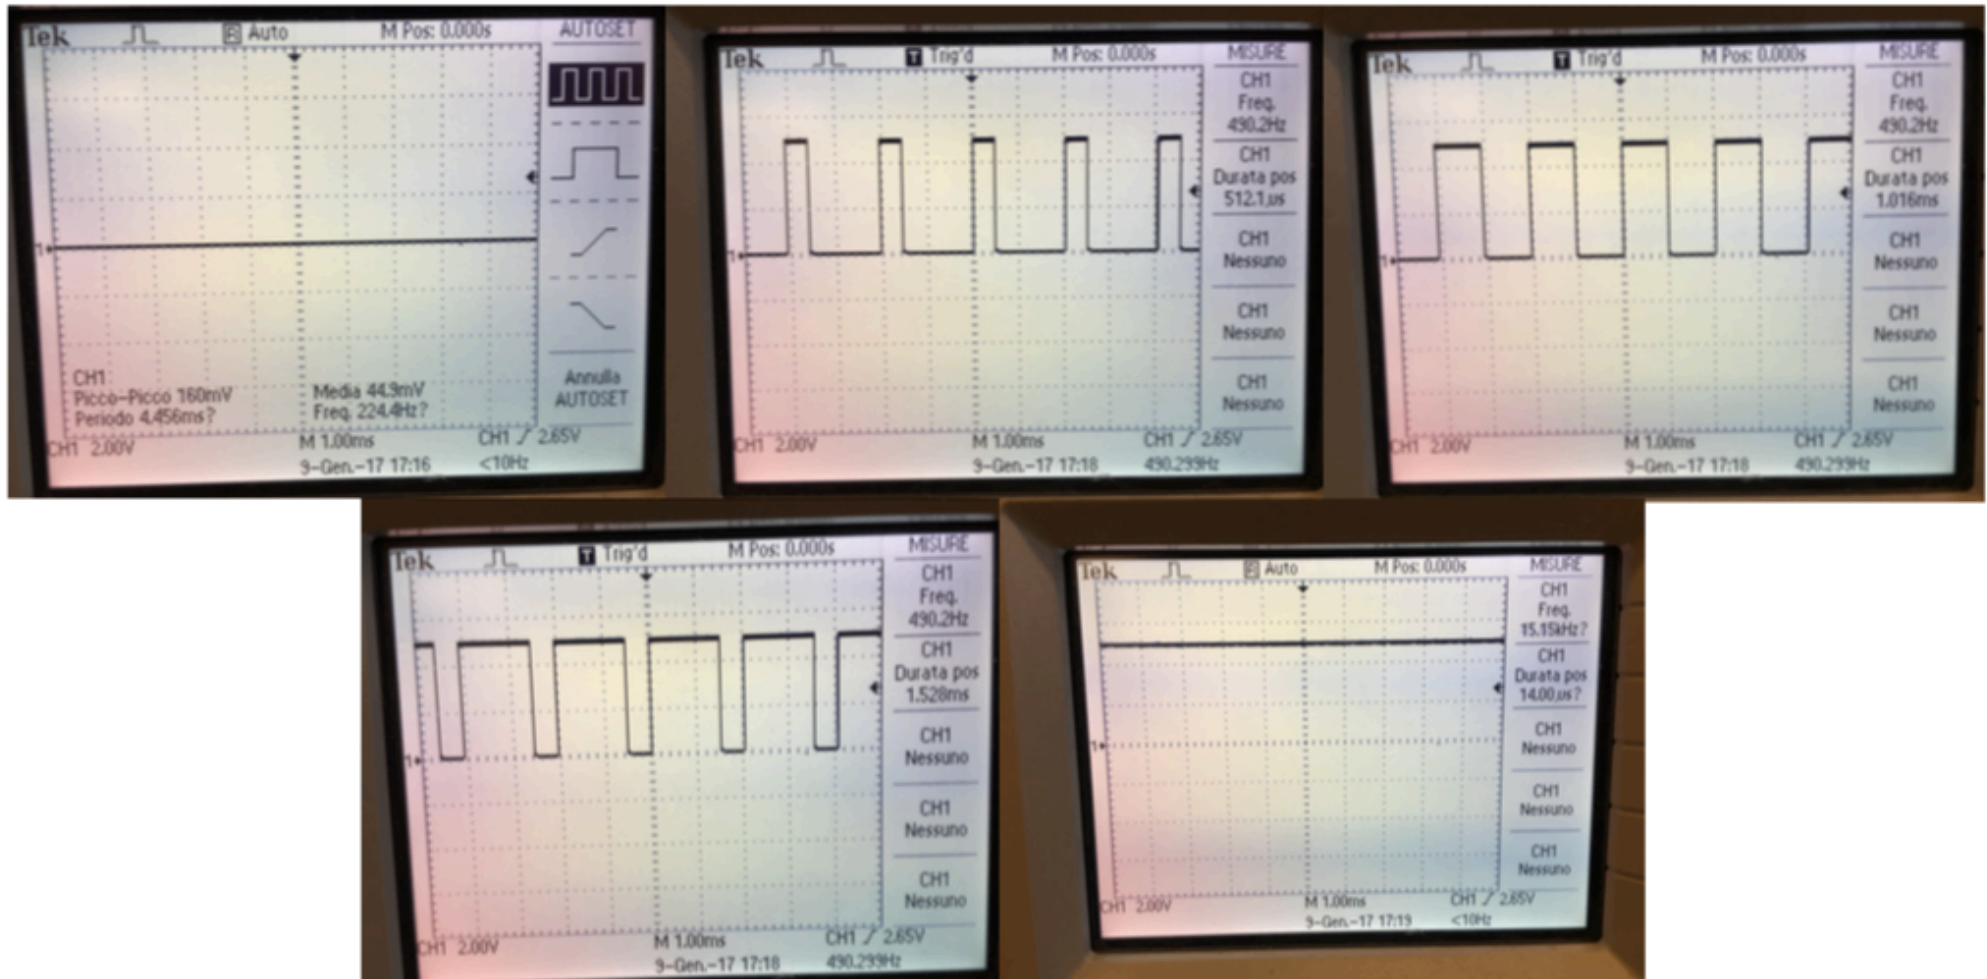 Tek Auto M Pos: 0.000s AUTOSET
CH1
Picco-Picco 160mV Media 44.9mV
Periodo 4.456ms? Freq. 224.4Hz?
Annulla
AUTOSET
CH1 2.00V M 1.00ms CH1 2.65V
9-Gen.-17 17:16 <10Hz
Tek T Trig'd M Pos: 0.000s MISURE
CH1
Freq.
490.2Hz
CH1
Durata pos
512.1µs
CH1
Nessuno
CH1
Nessuno
CH1
Nessuno
CH1 2.00V M 1.00ms CH1 2.65V
9-Gen.-17 17:18 490.299Hz
Tek T Trig'd M Pos: 0.000s MISURE
CH1
Freq.
490.2Hz
CH1
Durata pos
1.016ms
CH1
Nessuno
CH1
Nessuno
CH1
Nessuno
CH1 2.00V M 1.00ms CH1 2.65V
9-Gen.-17 17:18 490.299Hz
Tek T Trig'd M Pos: 0.000s MISURE
CH1
Freq.
490.2Hz
CH1
Durata pos
1.528ms
CH1
Nessuno
CH1
Nessuno
CH1
Nessuno
CH1 2.00V M 1.00ms CH1 2.65V
9-Gen.-17 17:18 490.299Hz
Tek Auto M Pos: 0.000s MISURE
CH1
Freq.
15.15kHz?
CH1
Durata pos
14.00µs?
CH1
Nessuno
CH1
Nessuno
CH1
Nessuno
CH1 2.00V M 1.00ms CH1 2.65V
9-Gen.-17 17:19 <10Hz